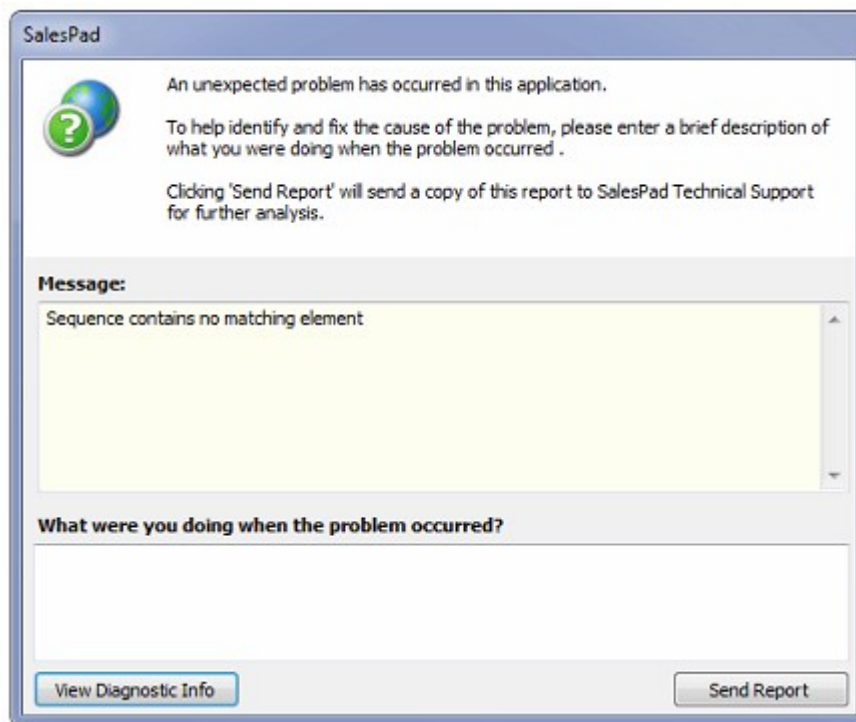 SalesPad
An unexpected problem has occurred in this application.
To help identify and fix the cause of the problem, please enter a brief description of
what you were doing when the problem occurred .
Clicking 'Send Report' will send a copy of this report to SalesPad Technical Support
for further analysis.
Message:
Sequence contains no matching element
What were you doing when the problem occurred?
View Diagnostic Info
Send Report